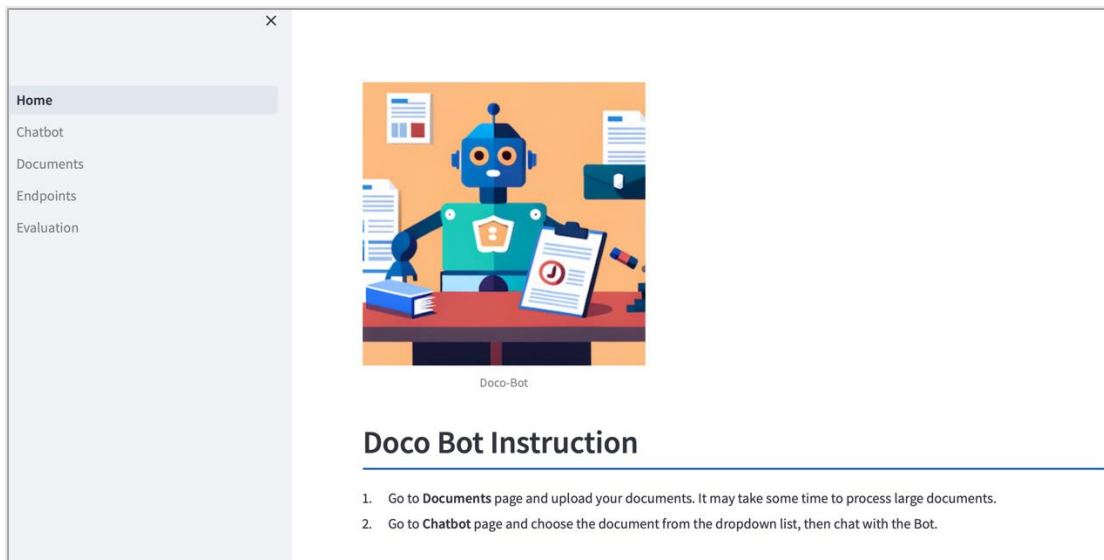 Home
Chatbot
Documents
Endpoints
Evaluation
Doco-Bot
Doco Bot Instruction
1. Go to Documents page and upload your documents. It may take some time to process large documents.
2. Go to Chatbot page and choose the document from the dropdown list, then chat with the Bot.